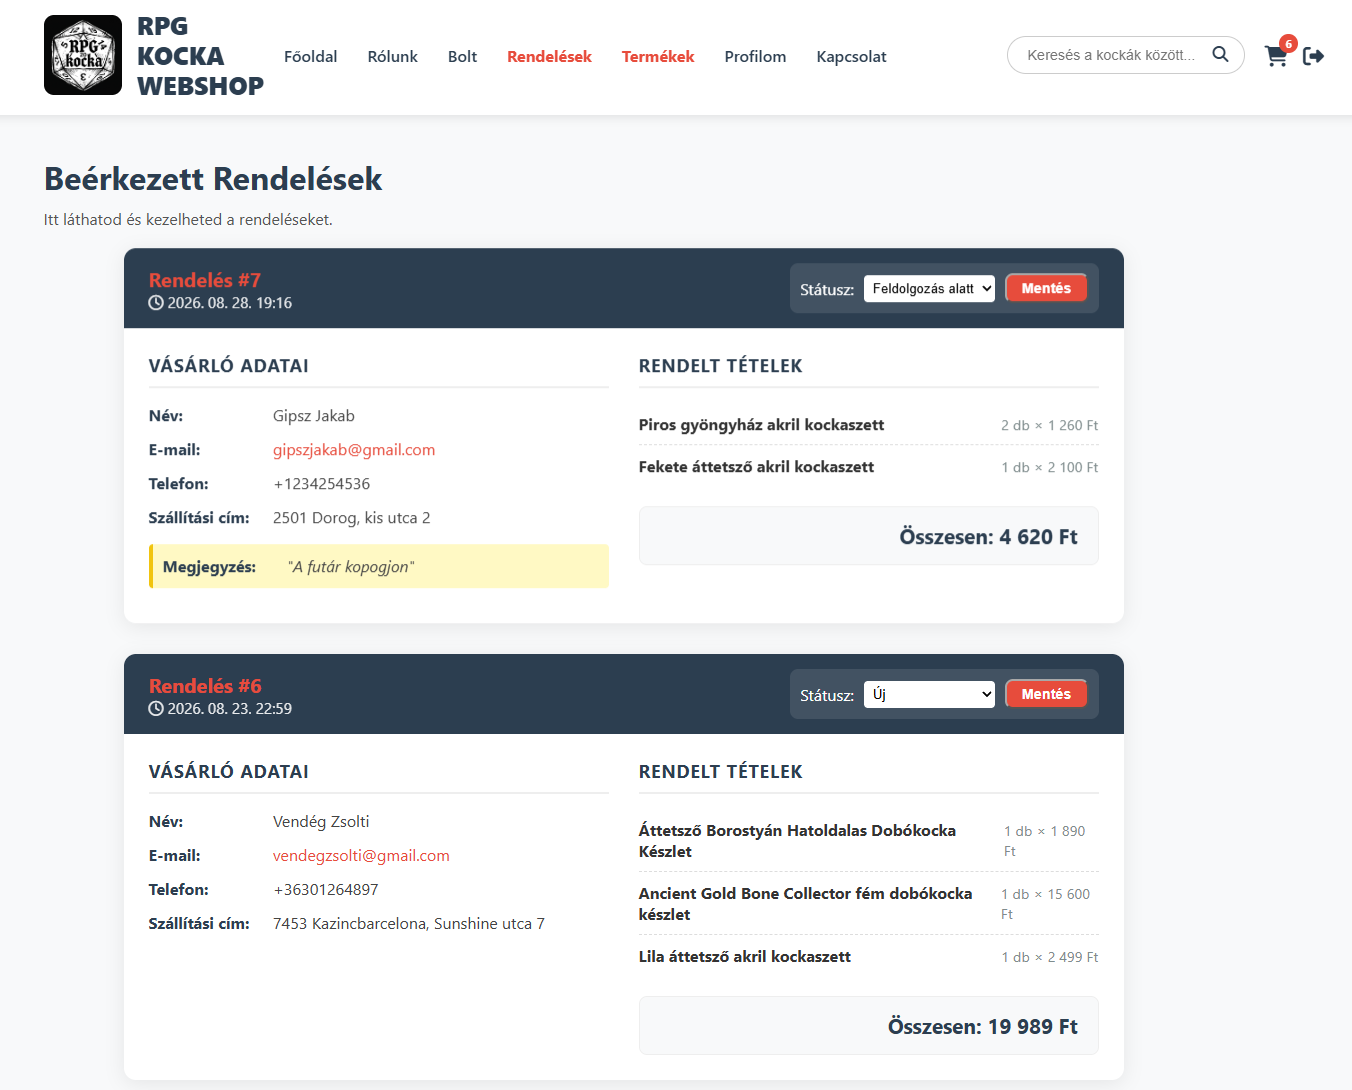 RPG
kocka
ε
RPG
KOCKA
WEBSHOP
Főoldal
Rólunk
Bolt
Rendelések
Termékek
Profilom
Kapcsolat
Keresés a kockák között...
6
Beérkezett Rendelések
Itt láthatod és kezelheted a rendeléseket.
Rendelés #7
2026. 08. 28. 19:16
Státusz: Feldolgozás alatt Mentés
VÁSÁRLÓ ADATAI
Név: Gipsz Jakab
E-mail: gipszjakab@gmail.com
Telefon: +1234254536
Szállítási cím: 2501 Dorog, kis utca 2
Megjegyzés: "A futár kopogjon"
RENDELT TÉTELEK
Piros gyöngyház akril kockaszett 2 db × 1 260 Ft
Fekete áttetsző akril kockaszett 1 db × 2 100 Ft
Összesen: 4 620 Ft
Rendelés #6
2026. 08. 23. 22:59
Státusz: Új Mentés
VÁSÁRLÓ ADATAI
Név: Vendég Zsolti
E-mail: vendegzsolti@gmail.com
Telefon: +36301264897
Szállítási cím: 7453 Kazincbarcelona, Sunshine utca 7
RENDELT TÉTELEK
Áttetsző Borostyán Hatoldalas Dobókocka 1 db × 1 890
Készlet Ft
Ancient Gold Bone Collector fém dobókocka 1 db × 15 600
készlet Ft
Lila áttetsző akril kockaszett 1 db × 2 499 Ft
Összesen: 19 989 Ft